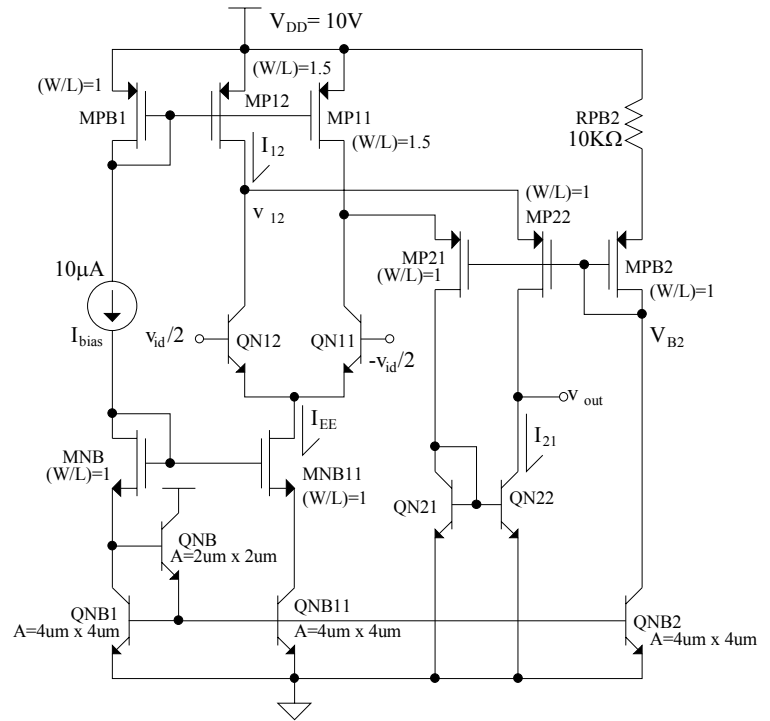 V_DD= 10V
(W/L)=1
(W/L)=1.5
MPB1
MP12
MP11
(W/L)=1.5
RPB2
10KΩ
I_12
v_12
(W/L)=1
MP22
MP21
(W/L)=1
MPB2
(W/L)=1
V_B2
10μA
I_bias
v_id/2
QN12
QN11
-v_id/2
I_EE
v_out
I_21
MNB
(W/L)=1
MNB11
(W/L)=1
QN21
QN22
QNB
A=2um x 2um
QNB1
A=4um x 4um
QNB11
A=4um x 4um
QNB2
A=4um x 4um